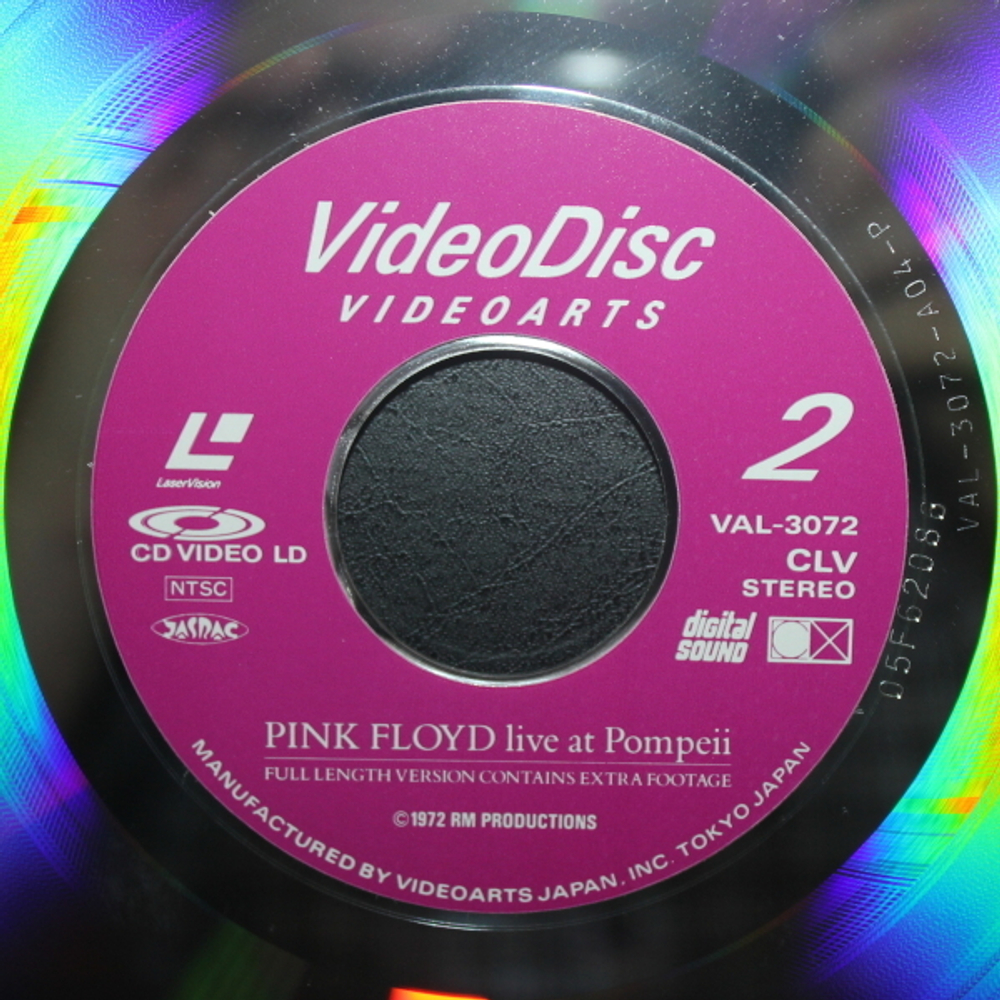 VideoDisc
VIDEOARTS
LaserVision
CD VIDEO LD
NTSC
JASRAC
2
VAL-3072
CLV
STEREO
digital
SOUND
PINK FLOYD live at Pompeii
FULL LENGTH VERSION CONTAINS EXTRA FOOTAGE
©1972 RM PRODUCTIONS
MANUFACTURED BY VIDEOARTS JAPAN, INC. TOKYO JAPAN
VAL-3072-A04-P